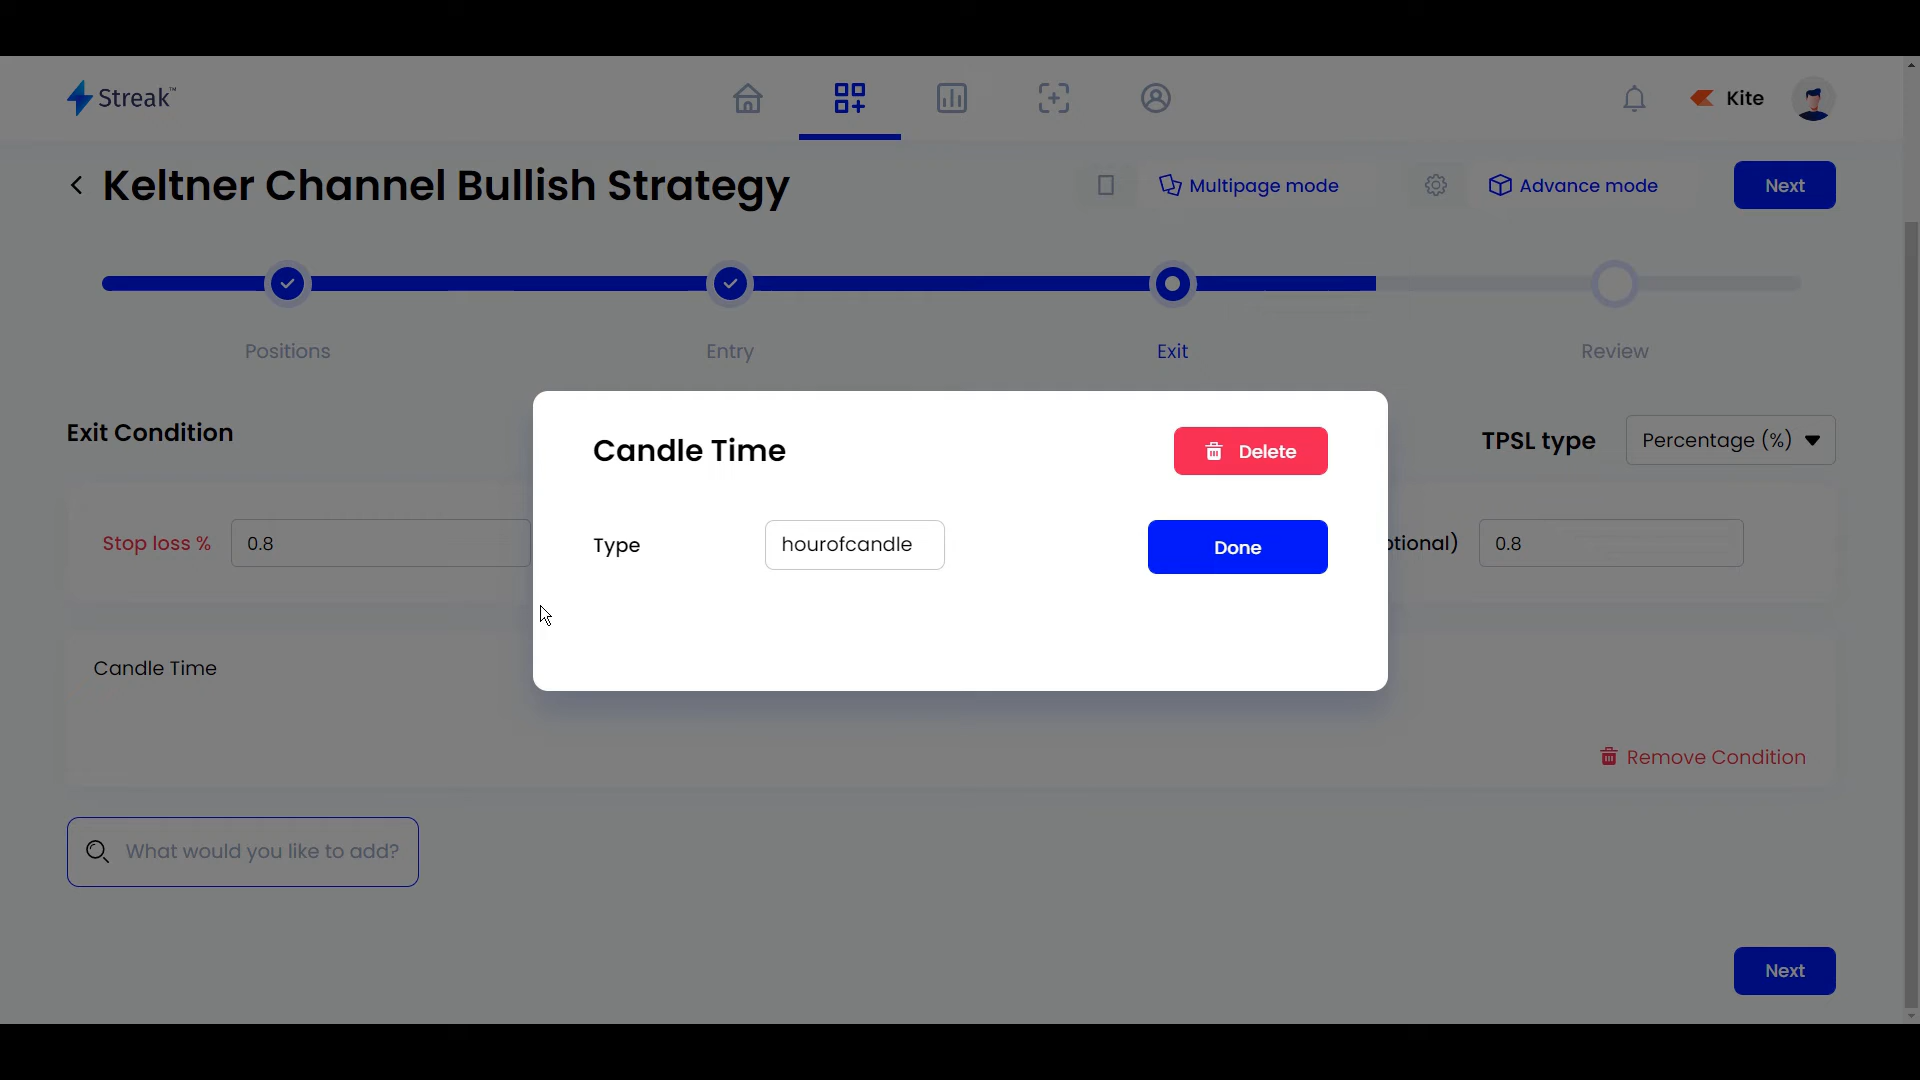 Streak™
Kite
Keltner Channel Bullish Strategy
Multipage mode
Advance mode
Next
Positions
Entry
Exit
Review
Exit Condition
TPSL type
Percentage (%)
Candle Time
Delete
Stop loss %
0.8
Type
hourofcandle
Done
otional)
0.8
Candle Time
Remove Condition
What would you like to add?
Next